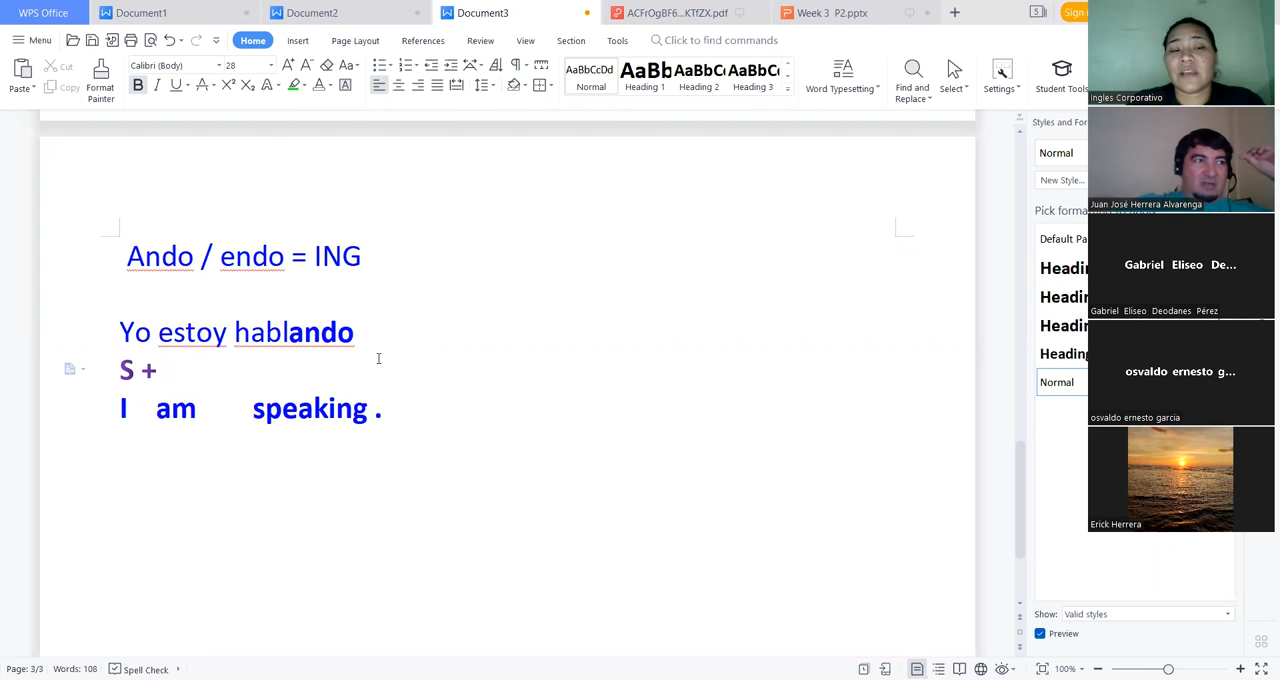 WPS Office
Document1
Document2
Document3
ACFrOgBF6...KTfZX.pdf
Week 3 P2.pptx
5
Sign
Menu
Home
Insert
Page Layout
References
Review
View
Section
Tools
Click to find commands
Paste
Cut
Copy
Format Painter
Calibri (Body)
28
AaBbCcDd
Normal
AaBb
Heading 1
AaBbC
Heading 2
AaBbC
Heading 3
Word Typesetting
Find and Replace
Select
Settings
Student Tools
Ando / endo = ING
Yo estoy hablando
S +
I am speaking .
Styles and For
Normal
New Style...
Default Pa
Headin
Headin
Headin
Headin
Normal
Show: Valid styles
Preview
Ingles Corporativo
Juan José Herrera Alvarenga
Gabriel Eliseo De...
Gabriel Eliseo Deodanes Pérez
osvaldo ernesto g...
osvaldo ernesto garcia
Erick Herrera
Page: 3/3
Words: 108
Spell Check
100%